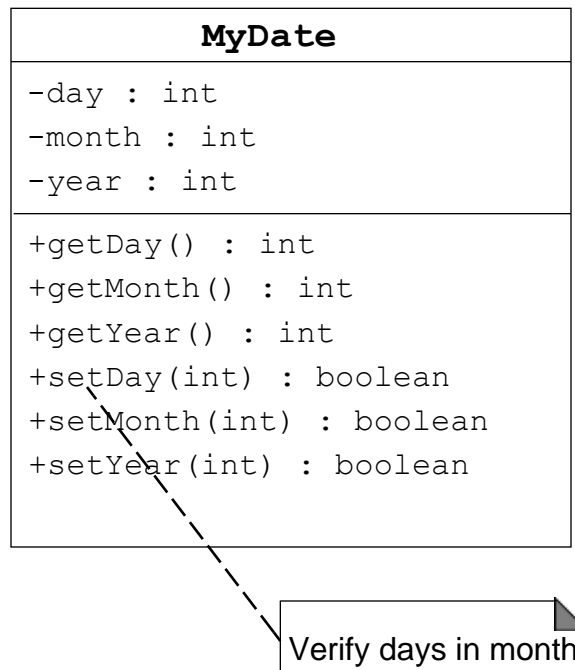 MyDate
-day : int
-month : int
-year : int
+getDay() : int
+getMonth() : int
+getYear() : int
+setDay(int) : boolean
+setMonth(int) : boolean
+setYear(int) : boolean
Verify days in month